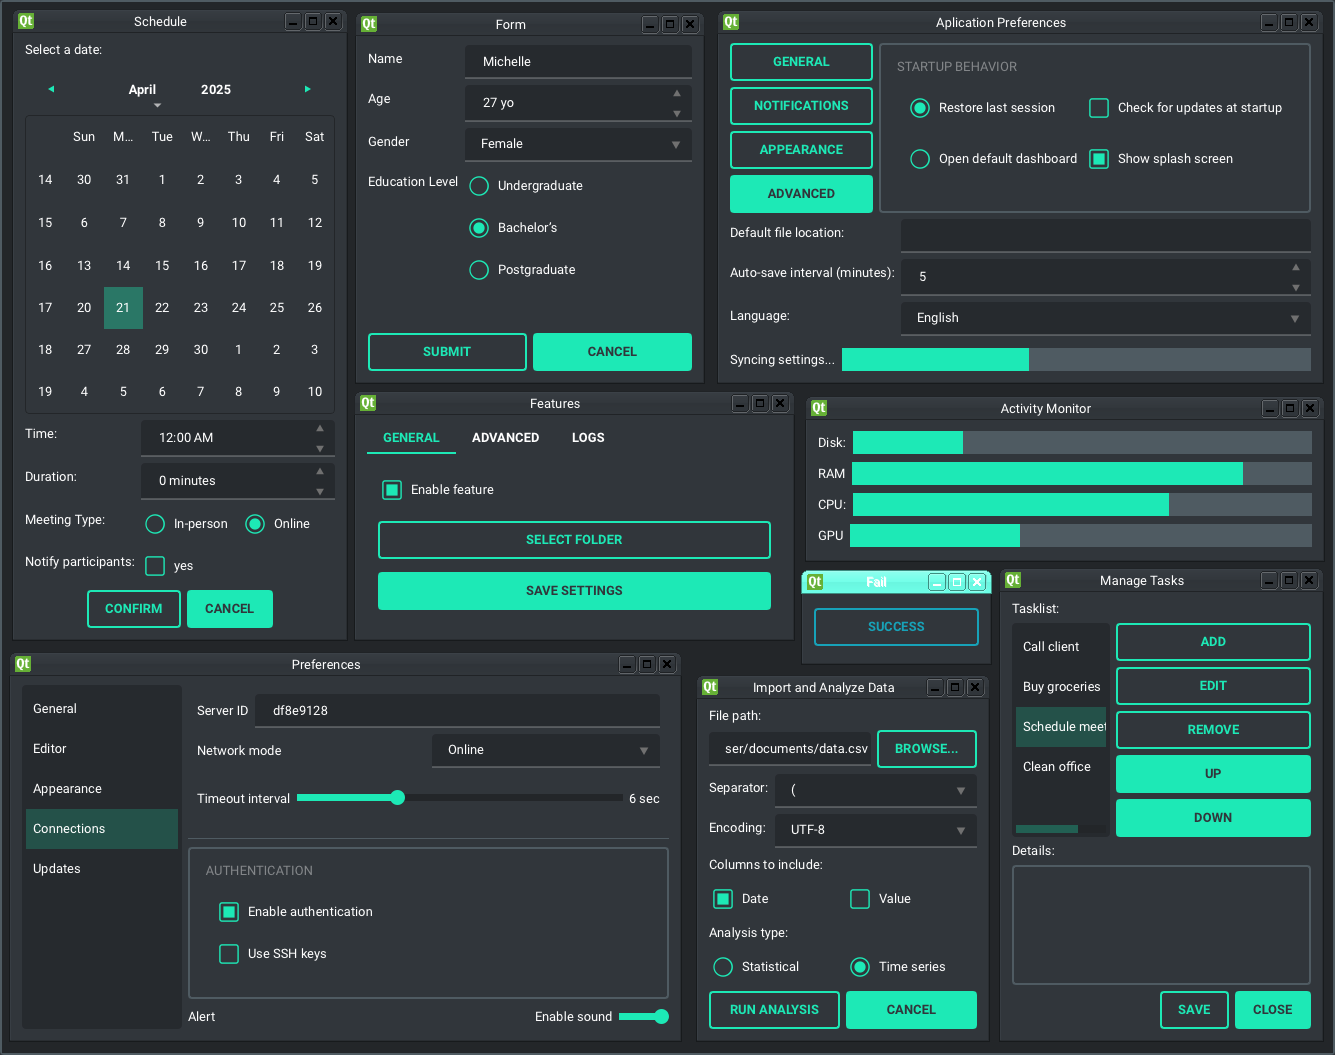 Qt Schedule
Select a date:
April 2025
Sun M... Tue W... Thu Fri Sat
14 30 31 1 2 3 4 5
15 6 7 8 9 10 11 12
16 13 14 15 16 17 18 19
17 20 21 22 23 24 25 26
18 27 28 29 30 1 2 3
19 4 5 6 7 8 9 10
Time: 12:00 AM
Duration: 0 minutes
Meeting Type: In-person Online
Notify participants: yes
CONFIRM CANCEL
Qt Form
Name Michelle
Age 27 yo
Gender Female
Education Level Undergraduate
Bachelor's
Postgraduate
SUBMIT CANCEL
Qt Aplication Preferences
GENERAL
NOTIFICATIONS
APPEARANCE
ADVANCED
STARTUP BEHAVIOR
Restore last session Check for updates at startup
Open default dashboard Show splash screen
Default file location:
Auto-save interval (minutes): 5
Language: English
Syncing settings...
Qt Features
GENERAL ADVANCED LOGS
Enable feature
SELECT FOLDER
SAVE SETTINGS
Qt Activity Monitor
Disk:
RAM
CPU:
GPU
Qt Fail
SUCCESS
Qt Manage Tasks
Tasklist:
Call client
Buy groceries
Schedule meet
Clean office
ADD
EDIT
REMOVE
UP
DOWN
Details:
SAVE CLOSE
Qt Preferences
General
Editor
Appearance
Connections
Updates
Server ID df8e9128
Network mode Online
Timeout interval 6 sec
AUTHENTICATION
Enable authentication
Use SSH keys
Alert Enable sound
Qt Import and Analyze Data
File path:
ser/documents/data.csv BROWSE...
Separator: (
Encoding: UTF-8
Columns to include:
Date Value
Analysis type:
Statistical Time series
RUN ANALYSIS CANCEL